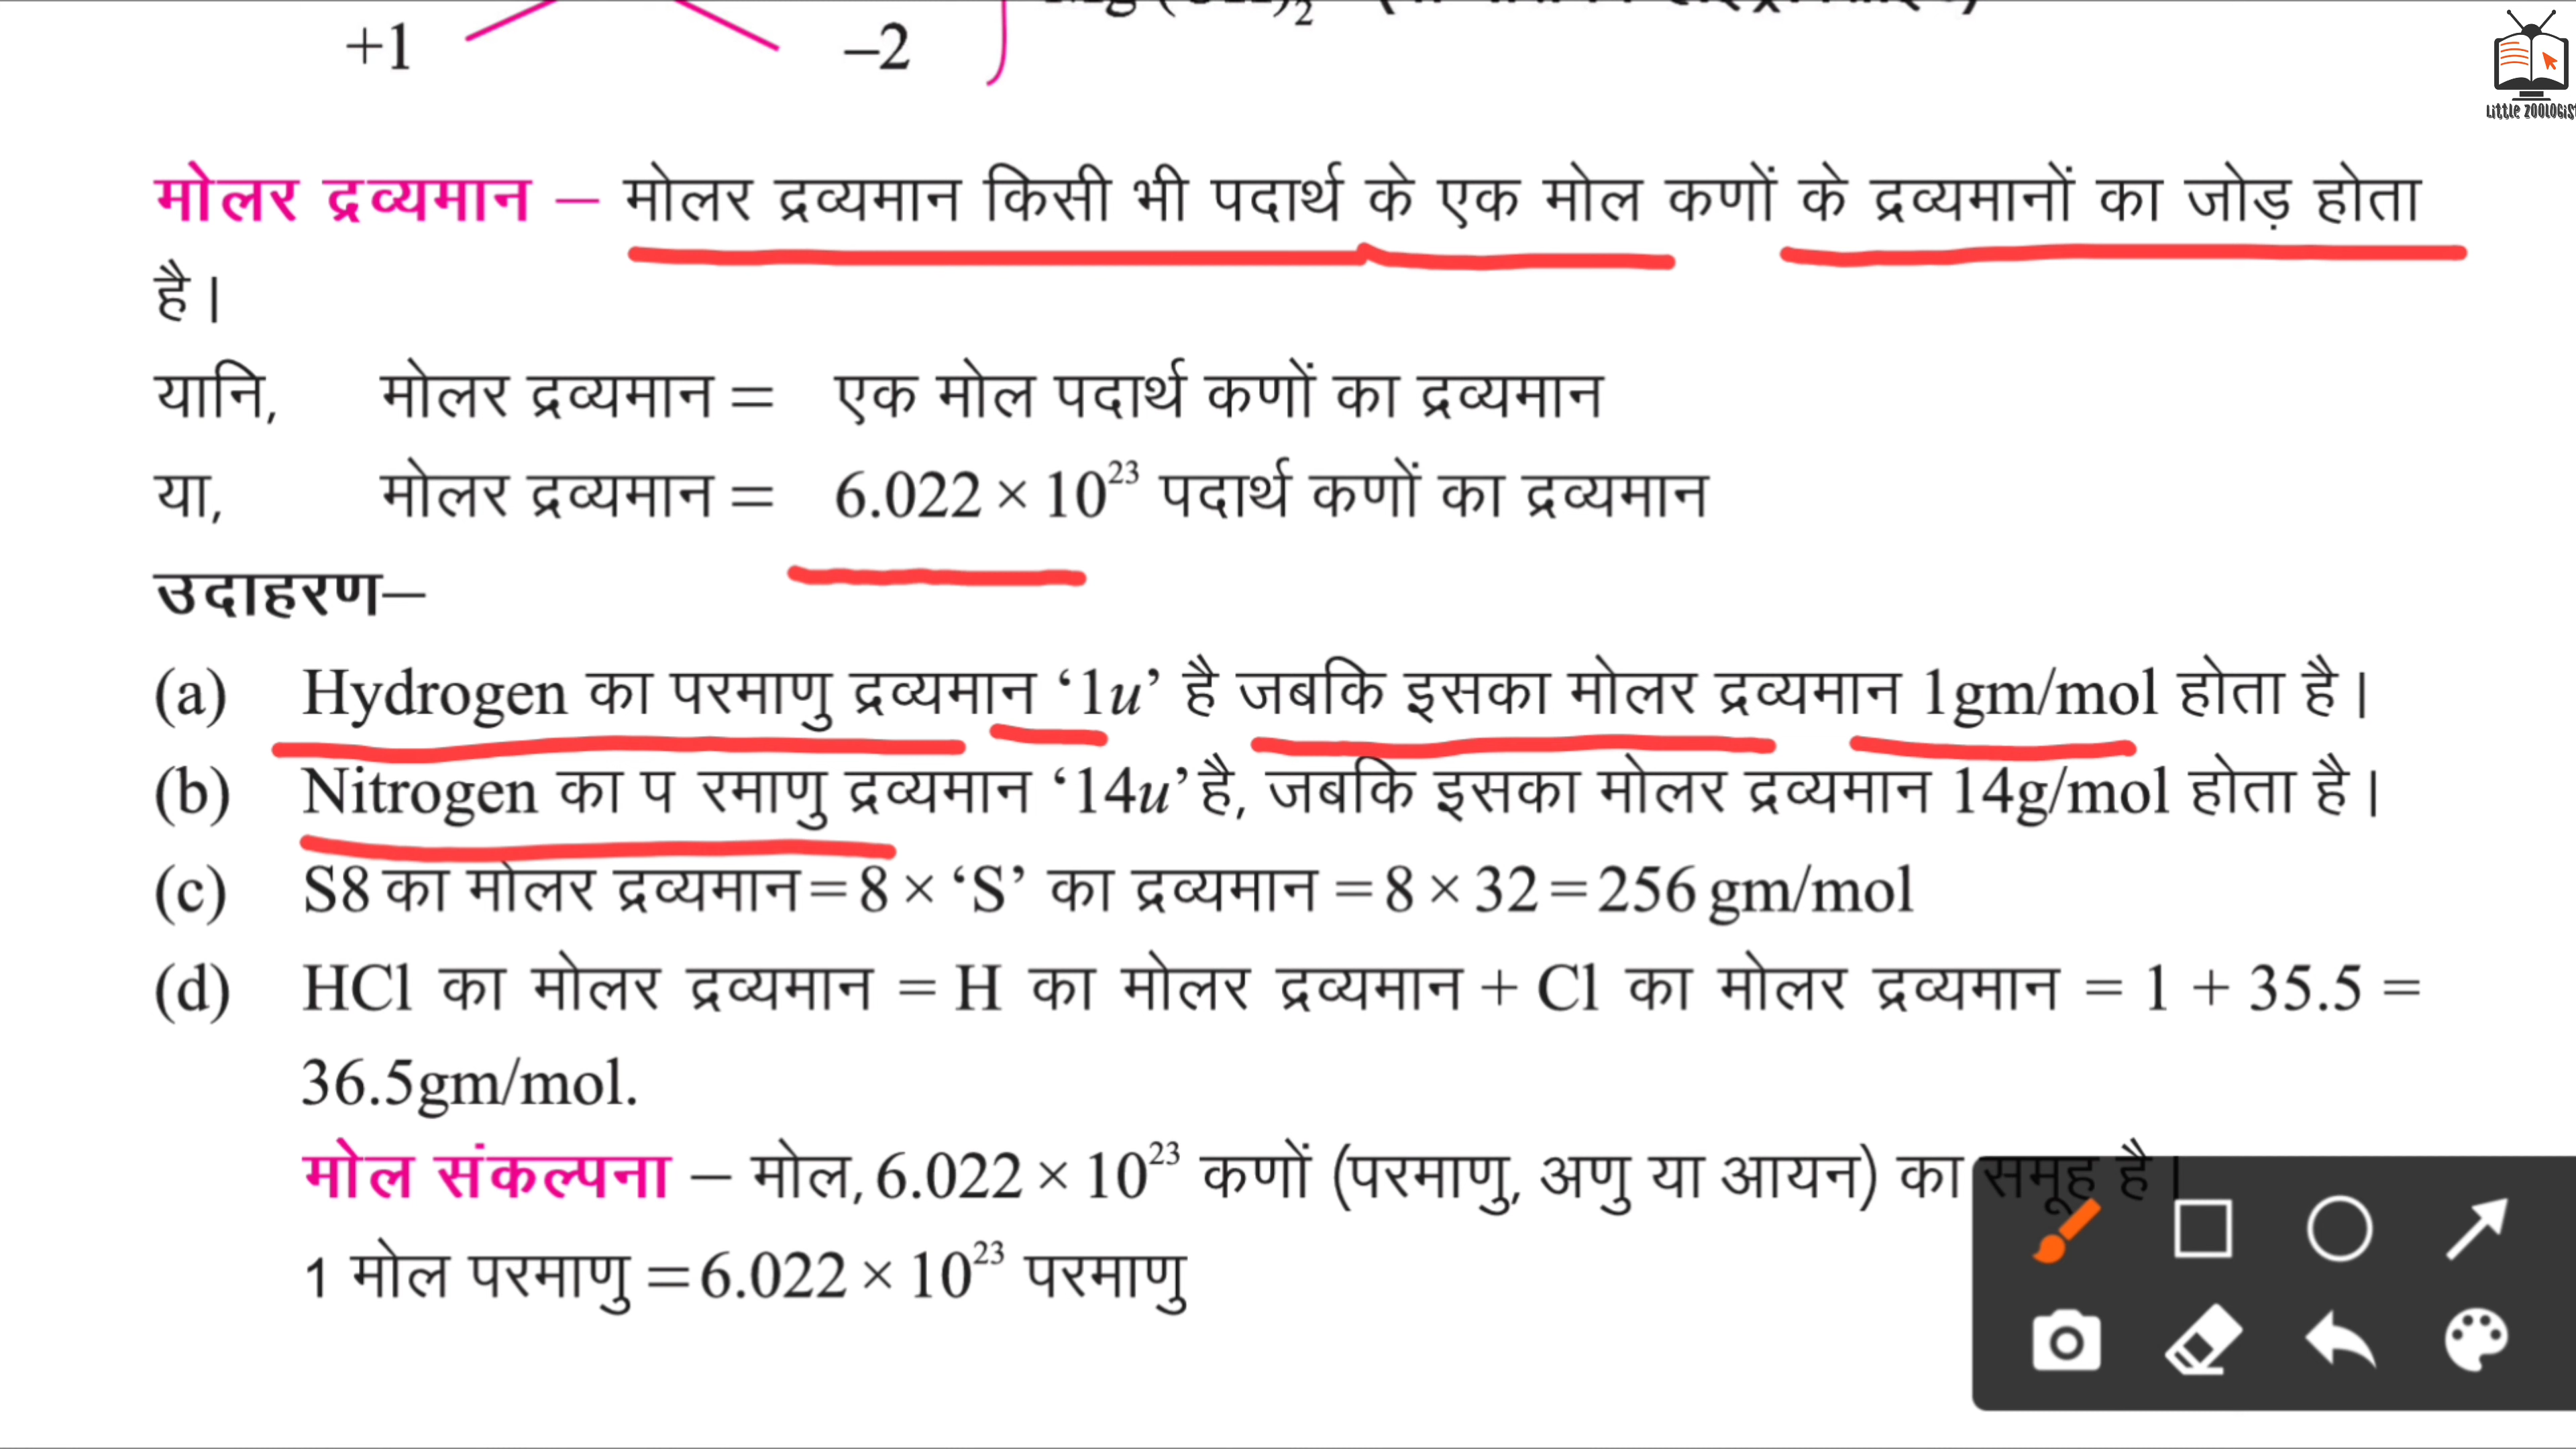 +1 –2
Little ZOOLOGIST
मोलर द्रव्यमान – मोलर द्रव्यमान किसी भी पदार्थ के एक मोल कणों के द्रव्यमानों का जोड़ होता
है।
यानि, मोलर द्रव्यमान = एक मोल पदार्थ कणों का द्रव्यमान
या, मोलर द्रव्यमान = 6.022 × 10²³ पदार्थ कणों का द्रव्यमान
उदाहरण–
(a) Hydrogen का परमाणु द्रव्यमान ‘1u’ है जबकि इसका मोलर द्रव्यमान 1gm/mol होता है।
(b) Nitrogen का प रमाणु द्रव्यमान ‘14u’ है, जबकि इसका मोलर द्रव्यमान 14g/mol होता है।
(c) S8 का मोलर द्रव्यमान = 8 × ‘S’ का द्रव्यमान = 8 × 32 = 256 gm/mol
(d) HCl का मोलर द्रव्यमान = H का मोलर द्रव्यमान + Cl का मोलर द्रव्यमान = 1 + 35.5 =
36.5gm/mol.
मोल संकल्पना – मोल, 6.022 × 10²³ कणों (परमाणु, अणु या आयन) का समूह है।
1 मोल परमाणु = 6.022 × 10²³ परमाणु